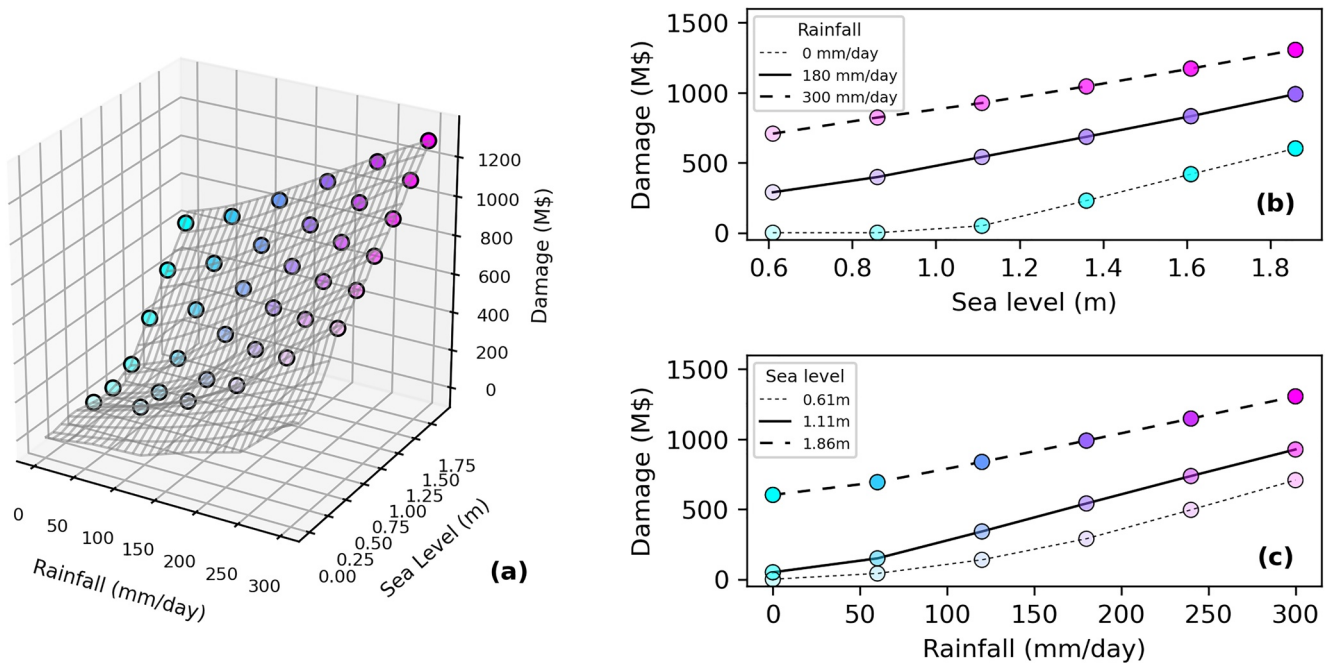 1200
1000
800
600
400
200
0
Damage (M$)
0
50
100
150
200
250
300
Rainfall (mm/day)
0.00
0.25
0.50
0.75
1.00
1.25
1.50
1.75
Sea Level (m)
(a)
1500
1000
500
0
Damage (M$)
Rainfall
0 mm/day
180 mm/day
300 mm/day
(b)
0.6 0.8 1.0 1.2 1.4 1.6 1.8
Sea level (m)
1500
1000
500
0
Damage (M$)
Sea level
0.61m
1.11m
1.86m
(c)
0 50 100 150 200 250 300
Rainfall (mm/day)